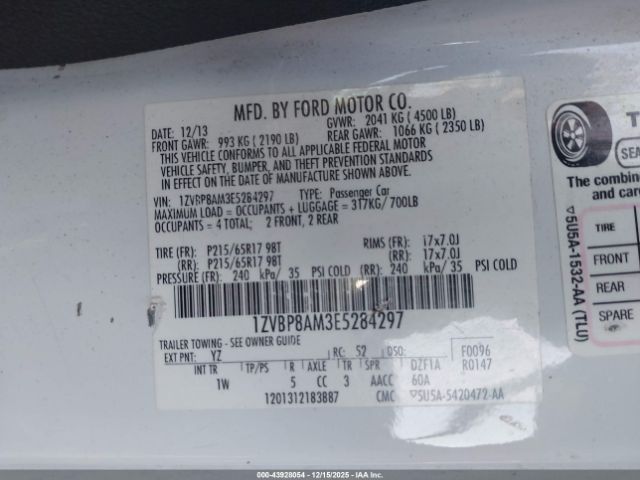 MFD. BY FORD MOTOR CO.
DATE: 12/13 GVWR: 2041 KG ( 4500 LB)
FRONT GAWR: 993 KG ( 2190 LB) REAR GAWR: 1066 KG ( 2350 LB)
THIS VEHICLE CONFORMS TO ALL APPLICABLE FEDERAL MOTOR
VEHICLE SAFETY, BUMPER, AND THEFT PREVENTION STANDARDS
IN EFFECT ON THE DATE OF MANUFACTURE SHOWN ABOVE.
VIN: 1ZVBP8AM3E5284297 TYPE: Passenger Car
MAXIMUM LOAD = OCCUPANTS + LUGGAGE = 317KG/ 700LB
OCCUPANTS = 4 TOTAL; 2 FRONT, 2 REAR
TIRE (FR): P215/65R17 98T RIMS (FR): 17x7.0J
(RR): P215/65R17 98T (RR): 17x7.0J
PRESSURE (FR): 240 kPa/ 35 PSI COLD (RR): 240 kPa/ 35 PSI COLD
1ZVBP8AM3E5284297
TRAILER TOWING - SEE OWNER GUIDE
EXT PNT: YZ RC: 52 DSO: F0096
INT TR TP/PS R AXLE TR SPR DZF1A R0147
1W 5 CC 3 AACC 60A
1201312183887 CMC ▽5U5A-5420472-AA
T
SEA
The combine
and car
TIRE
FRONT
REAR
SPARE
▽5U5A-1532-AA (TLU)
000-43928054 - 12/15/2025 - IAAI.CA